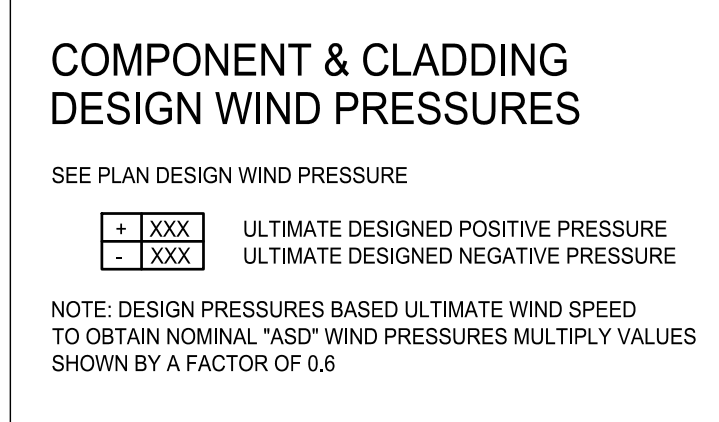 COMPONENT & CLADDING
DESIGN WIND PRESSURES
SEE PLAN DESIGN WIND PRESSURE
+ XXX ULTIMATE DESIGNED POSITIVE PRESSURE
- XXX ULTIMATE DESIGNED NEGATIVE PRESSURE
NOTE: DESIGN PRESSURES BASED ULTIMATE WIND SPEED
TO OBTAIN NOMINAL "ASD" WIND PRESSURES MULTIPLY VALUES
SHOWN BY A FACTOR OF 0.6